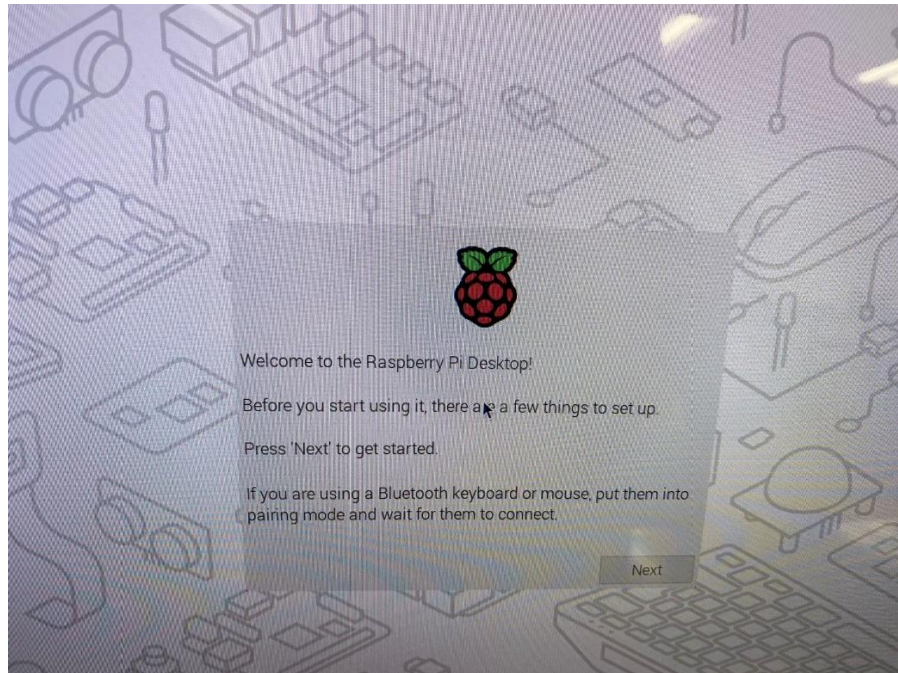 Welcome to the Raspberry Pi Desktop!
Before you start using it, there are a few things to set up.
Press 'Next' to get started.
If you are using a Bluetooth keyboard or mouse, put them into
pairing mode and wait for them to connect.
Next